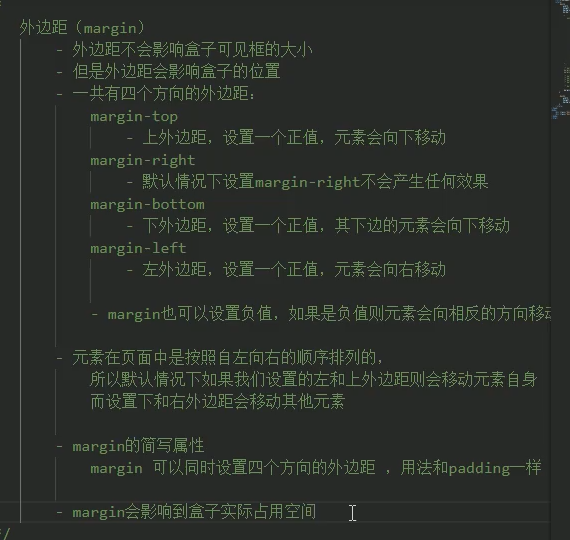 外边距（margin）
- 外边距不会影响盒子可见框的大小
- 但是外边距会影响盒子的位置
- 一共有四个方向的外边距：
margin-top
- 上外边距，设置一个正值，元素会向下移动
margin-right
- 默认情况下设置margin-right不会产生任何效果
margin-bottom
- 下外边距，设置一个正值，其下边的元素会向下移动
margin-left
- 左外边距，设置一个正值，元素会向右移动
- margin也可以设置负值，如果是负值则元素会向相反的方向移动
- 元素在页面中是按照自左向右的顺序排列的，
所以默认情况下如果我们设置的左和上外边距则会移动元素自身
而设置下和右外边距会移动其他元素
- margin的简写属性
margin 可以同时设置四个方向的外边距 ，用法和padding一样
- margin会影响到盒子实际占用空间
*/